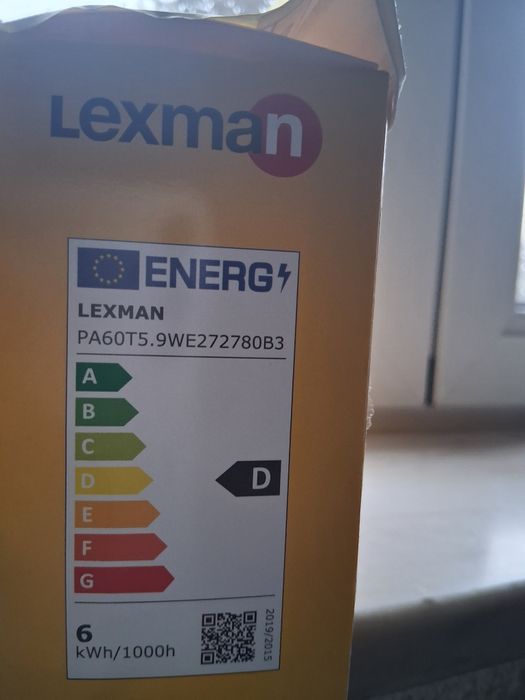 Lexman
ENERG
LEXMAN
PA60T5.9WE272780B3
A
B
C
D
D
E
F
G
6
kWh/1000h
2019/2015